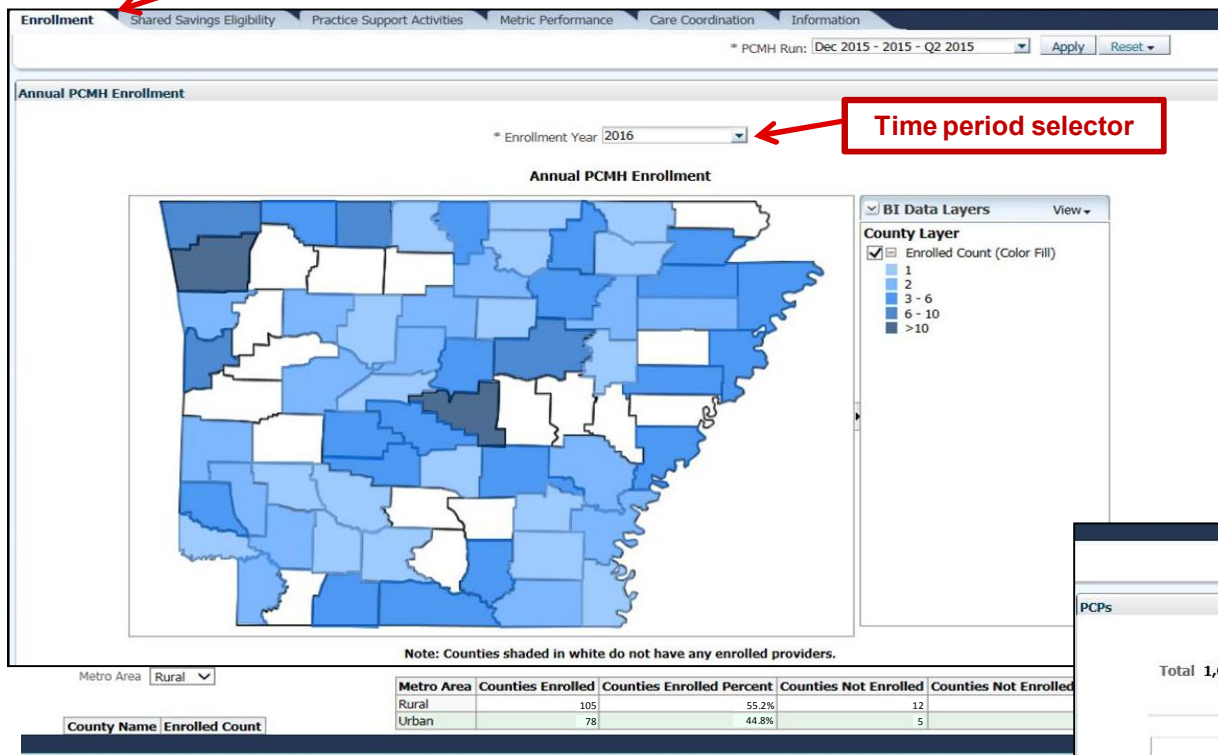 Enrollment Shared Savings Eligibility Practice Support Activities Metric Performance Care Coordination Information
* PCMH Run: Dec 2015 - 2015 - Q2 2015 Apply Reset
Annual PCMH Enrollment
* Enrollment Year 2016
Time period selector
Annual PCMH Enrollment
BI Data Layers View
County Layer
Enrolled Count (Color Fill)
1
2
3 - 6
6 - 10
>10
Note: Counties shaded in white do not have any enrolled providers.
Metro Area Rural
Metro Area Counties Enrolled Counties Enrolled Percent Counties Not Enrolled Counties Not Enrolled
Rural 105 55.2% 12
Urban 78 44.8% 5
County Name Enrolled Count
PCPs
Total 1,